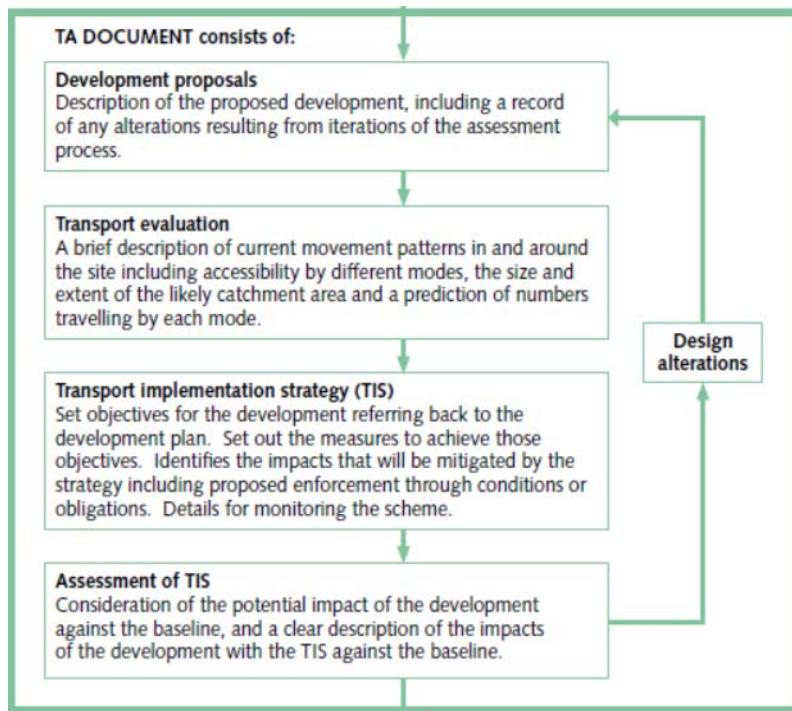 TA DOCUMENT consists of:
Development proposals
Description of the proposed development, including a record
of any alterations resulting from iterations of the assessment
process.
Transport evaluation
A brief description of current movement patterns in and around
the site including accessibility by different modes, the size and
extent of the likely catchment area and a prediction of numbers
travelling by each mode.
Design
alterations
Transport implementation strategy (TIS)
Set objectives for the development referring back to the
development plan.  Set out the measures to achieve those
objectives.  Identifies the impacts that will be mitigated by the
strategy including proposed enforcement through conditions or
obligations.  Details for monitoring the scheme.
Assessment of TIS
Consideration of the potential impact of the development
against the baseline, and a clear description of the impacts
of the development with the TIS against the baseline.